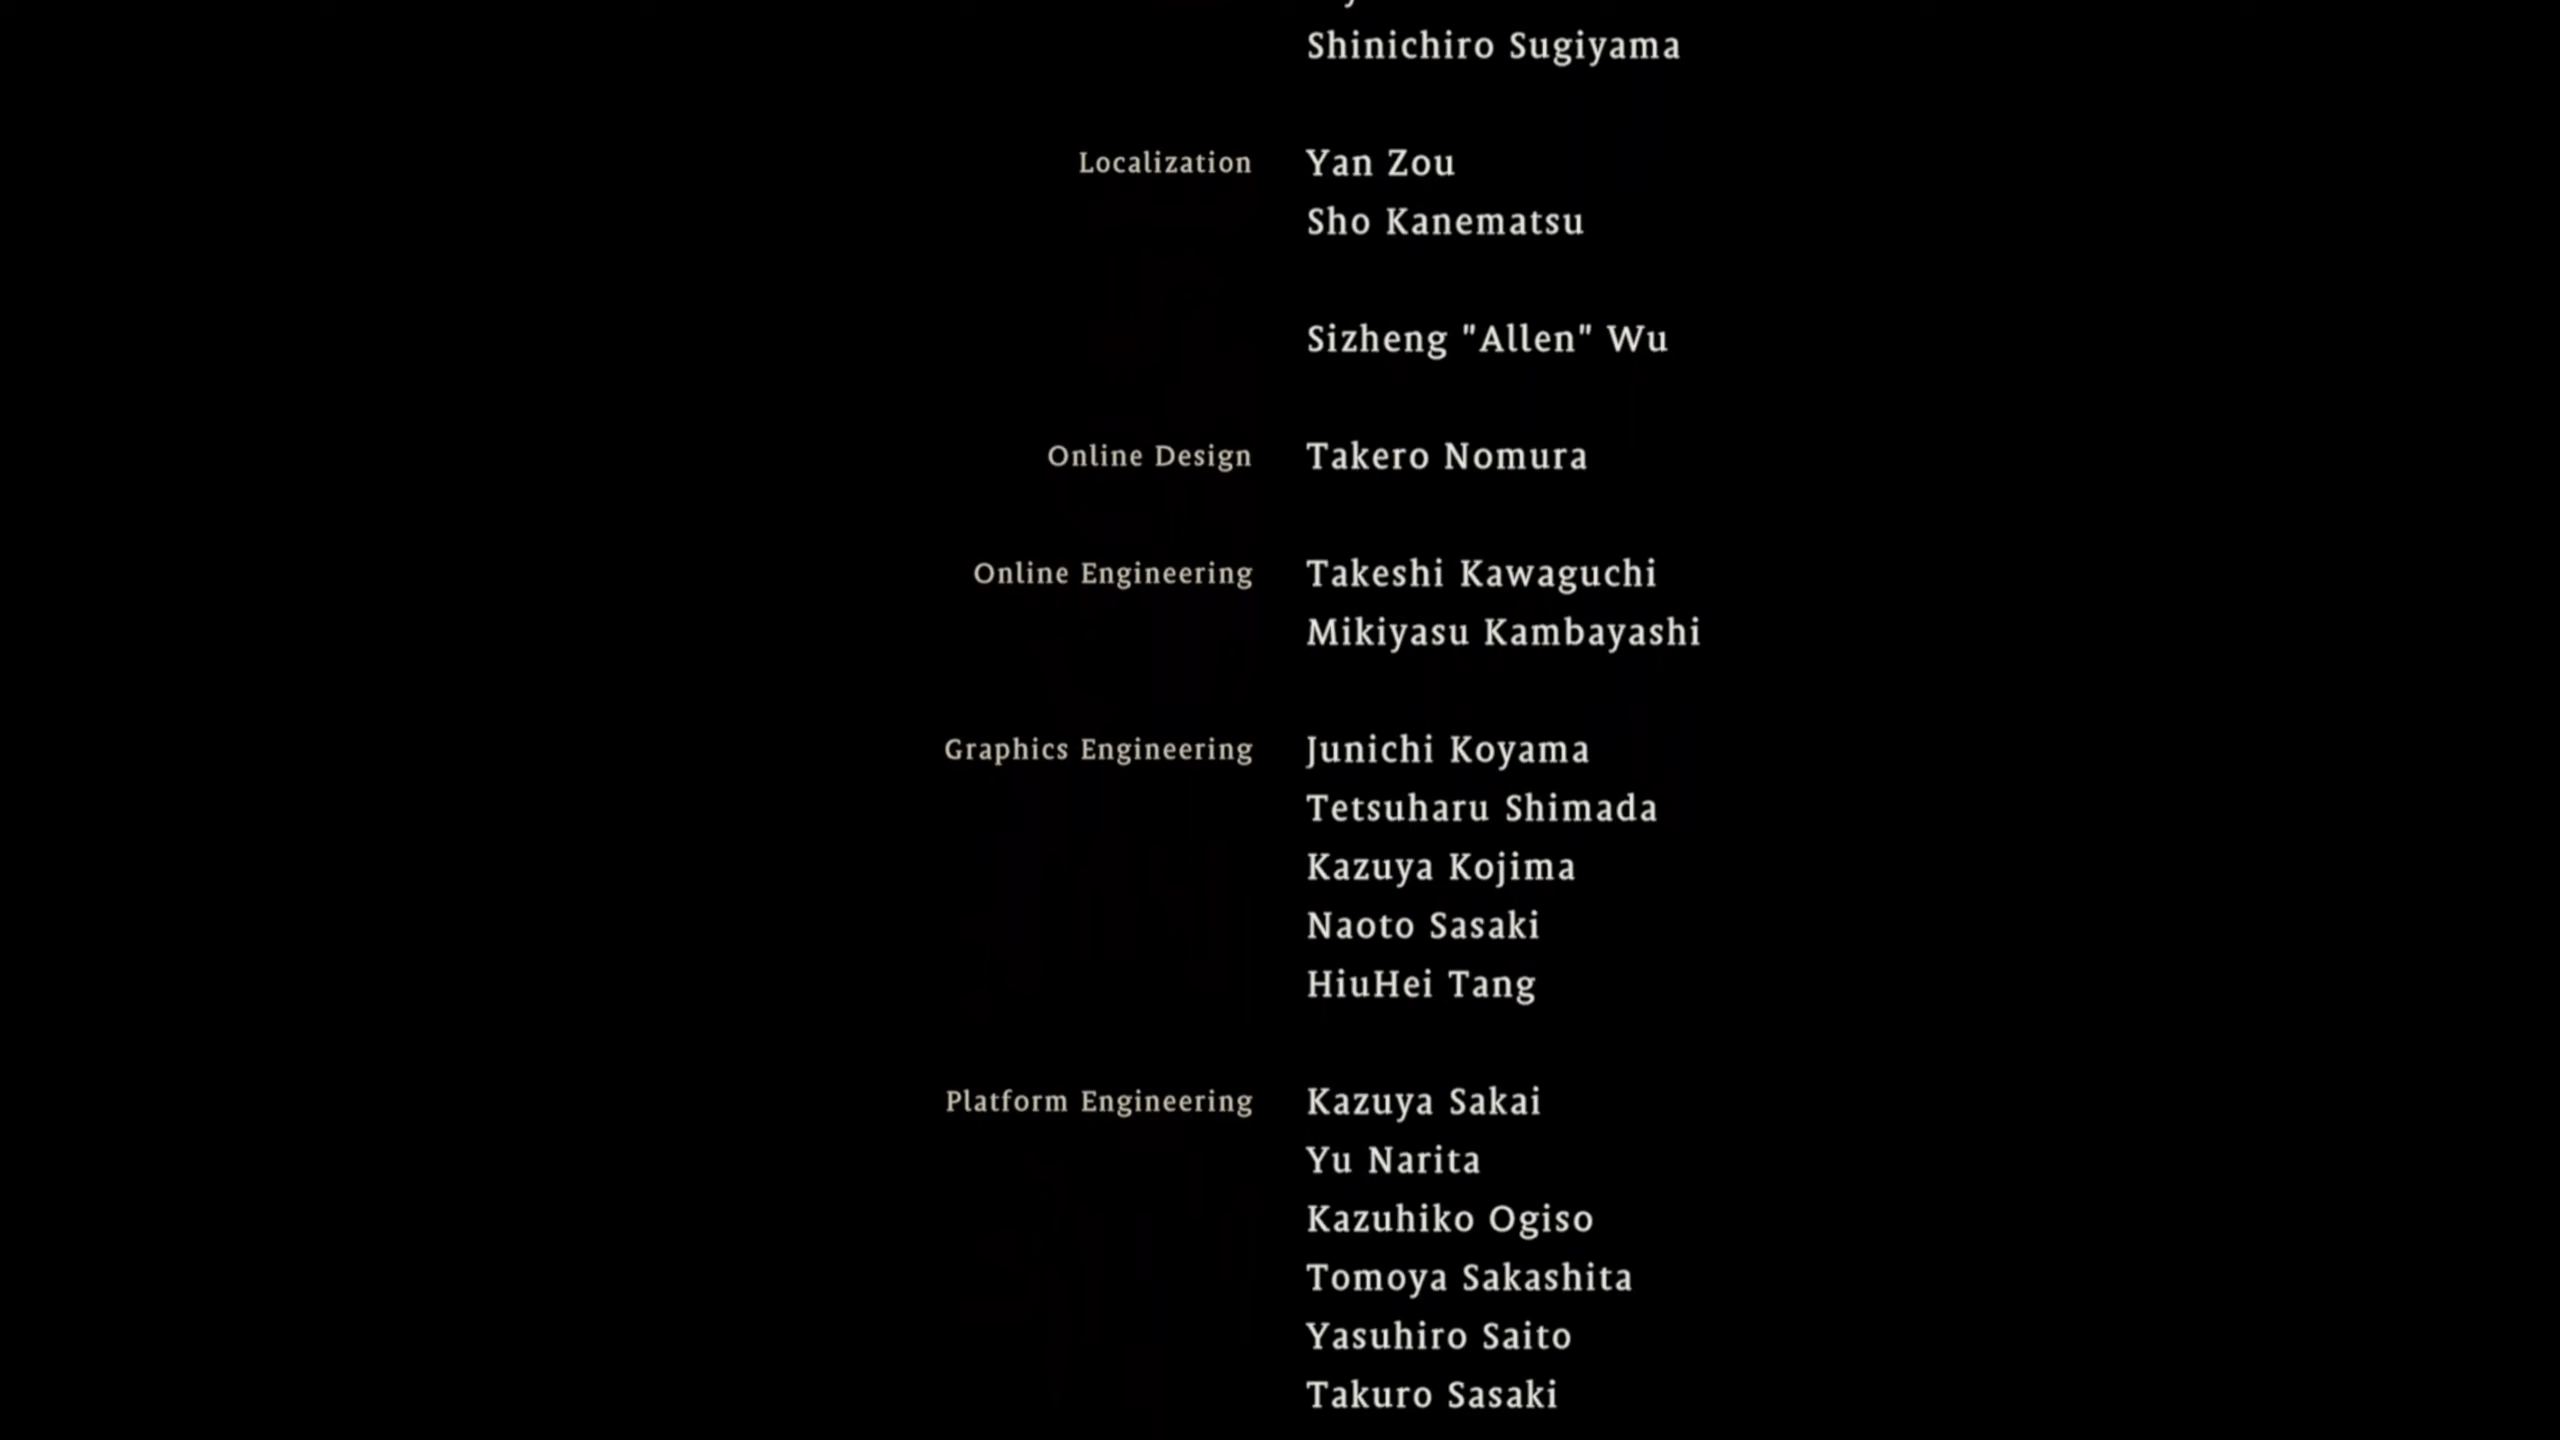 Shinichiro Sugiyama
Localization Yan Zou
Sho Kanematsu
Sizheng "Allen" Wu
Online Design Takero Nomura
Online Engineering Takeshi Kawaguchi
Mikiyasu Kambayashi
Graphics Engineering Junichi Koyama
Tetsuharu Shimada
Kazuya Kojima
Naoto Sasaki
HiuHei Tang
Platform Engineering Kazuya Sakai
Yu Narita
Kazuhiko Ogiso
Tomoya Sakashita
Yasuhiro Saito
Takuro Sasaki